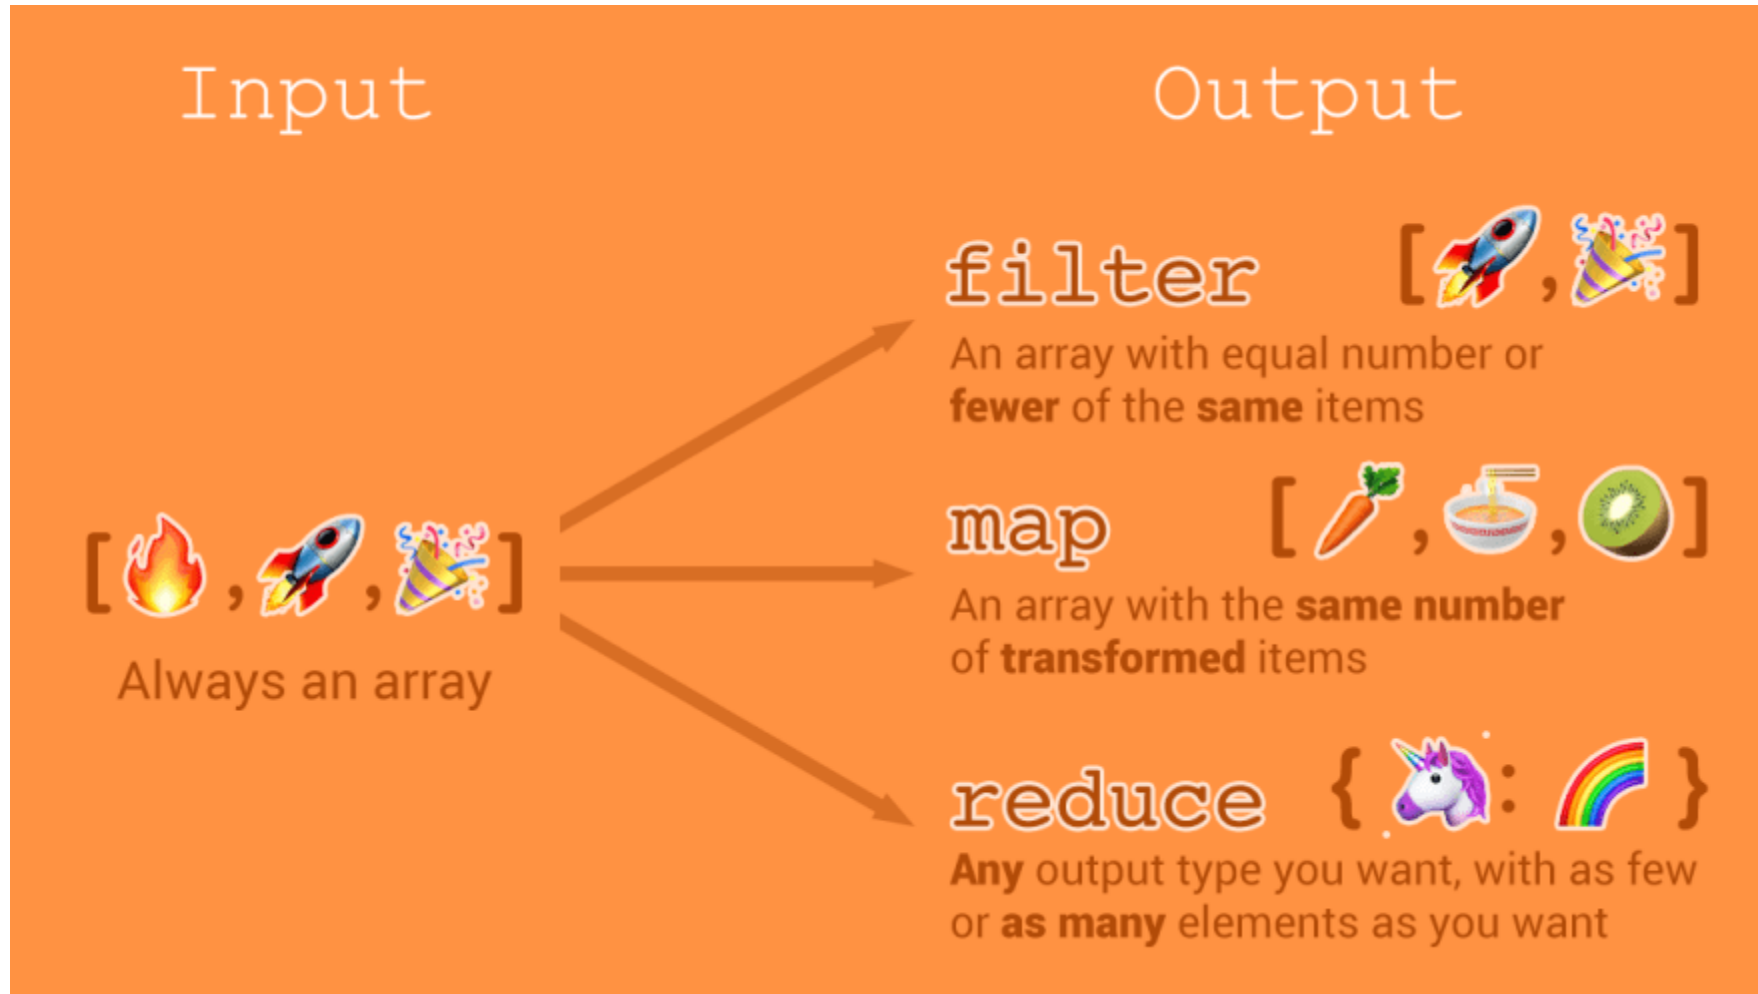 Input
Output
[🔥,🚀,🎉]
Always an array
filter [🚀,🎉]
An array with equal number or
fewer of the same items
map [🥕,🍜,🥝]
An array with the same number
of transformed items
reduce {🦄: 🌈}
Any output type you want, with as few
or as many elements as you want